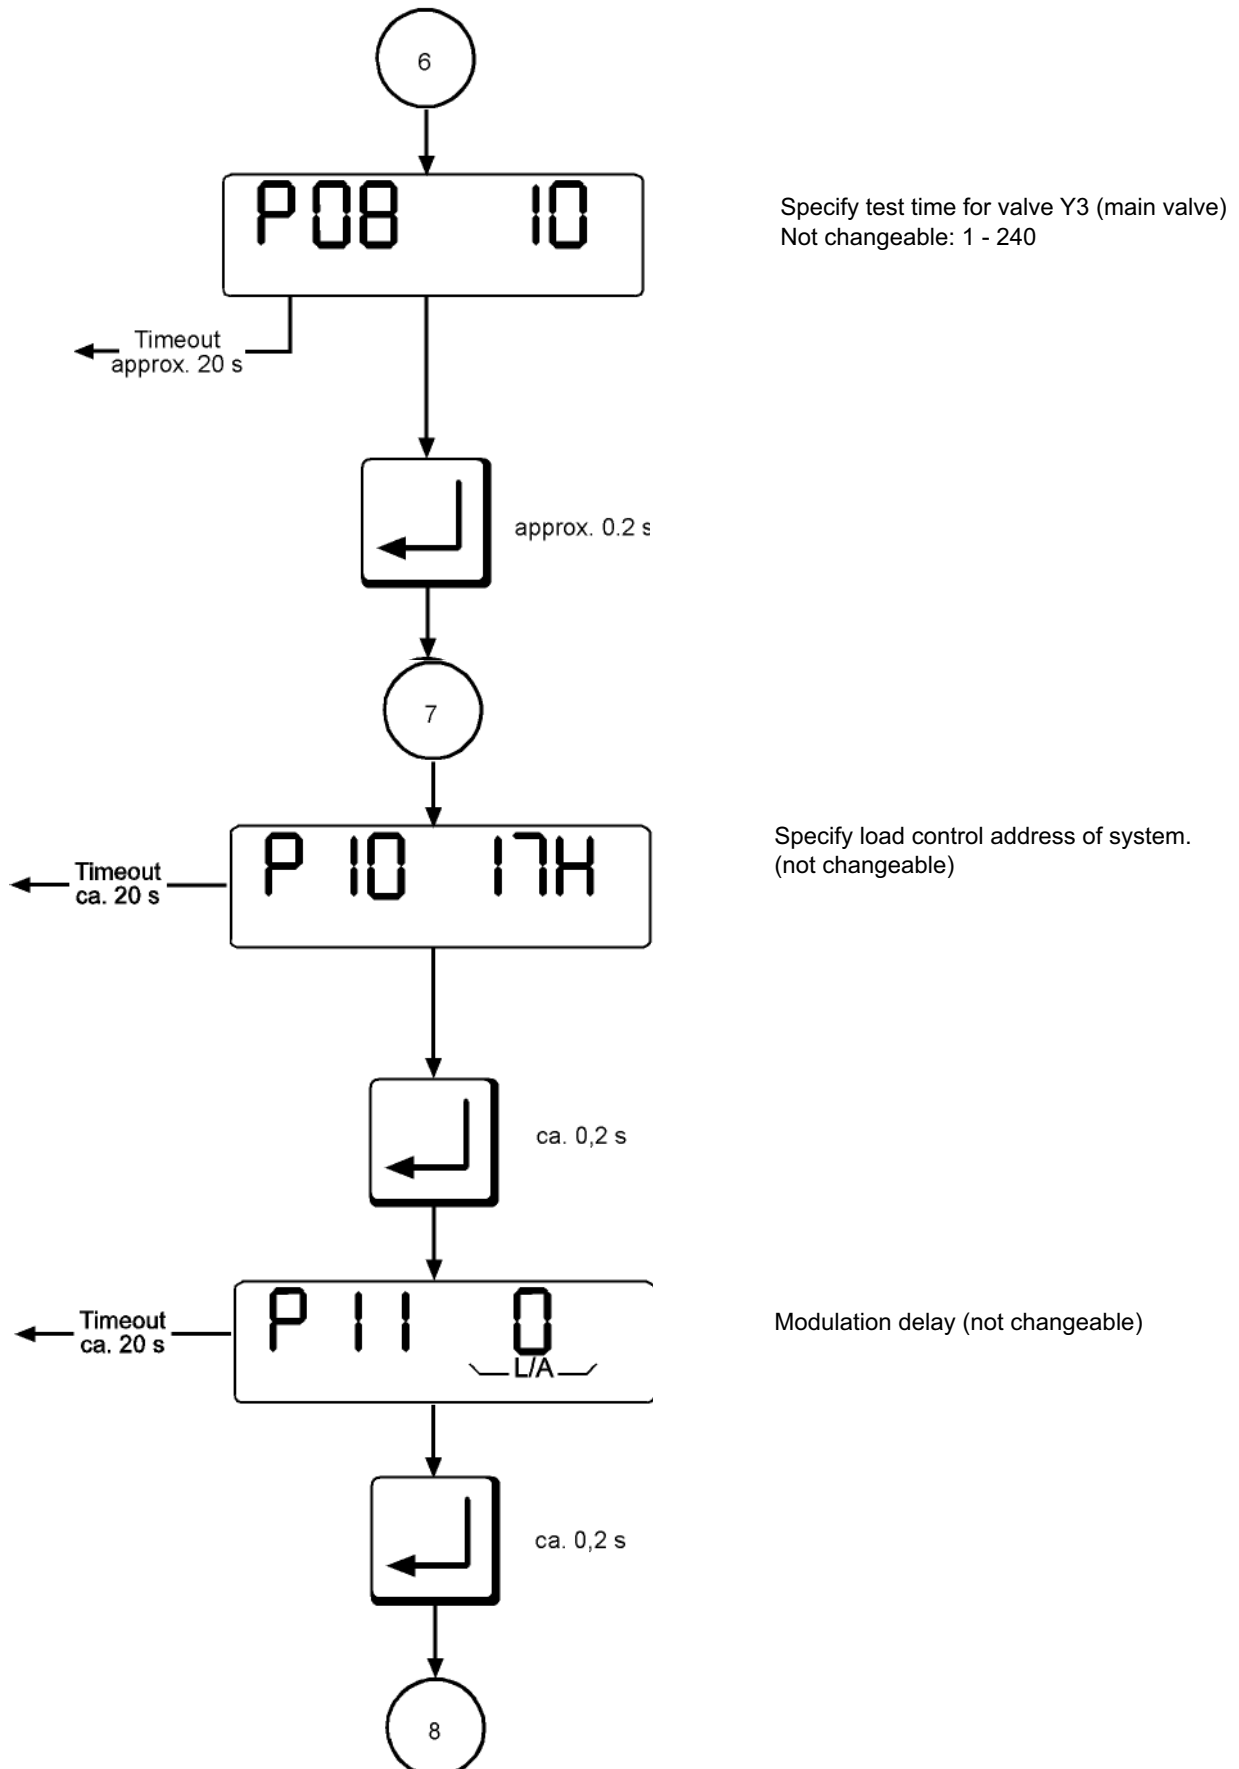 6
P08 10
Specify test time for valve Y3 (main valve)
Not changeable: 1 - 240
Timeout
approx. 20 s
approx. 0.2 s
7
P 10 17H
Specify load control address of system.
(not changeable)
Timeout
ca. 20 s
ca. 0,2 s
P 11 0
L/A
Modulation delay (not changeable)
Timeout
ca. 20 s
ca. 0,2 s
8